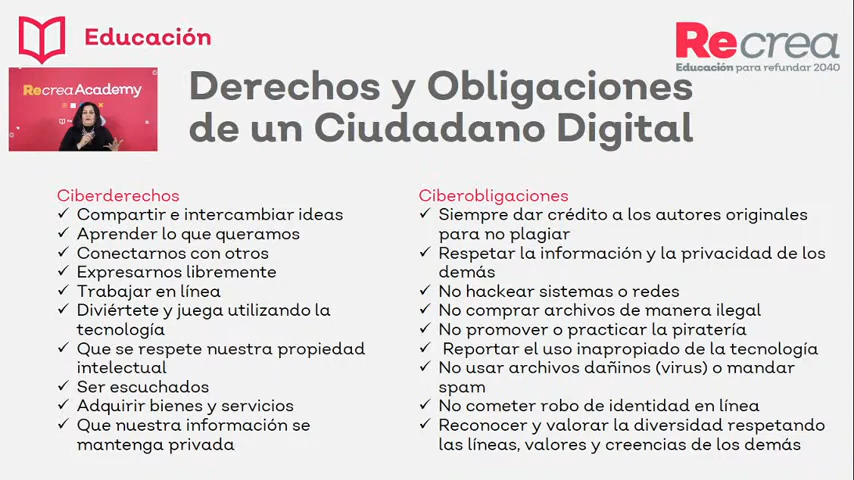 Educación
Recrea
Educación para refundar 2040
Recrea Academy
Derechos y Obligaciones
de un Ciudadano Digital
Ciberderechos
✓ Compartir e intercambiar ideas
✓ Aprender lo que queramos
✓ Conectarnos con otros
✓ Expresarnos libremente
✓ Trabajar en línea
✓ Diviértete y juega utilizando la
tecnología
✓ Que se respete nuestra propiedad
intelectual
✓ Ser escuchados
✓ Adquirir bienes y servicios
✓ Que nuestra información se
mantenga privada
Ciberobligaciones
✓ Siempre dar crédito a los autores originales
para no plagiar
✓ Respetar la información y la privacidad de los
demás
✓ No hackear sistemas o redes
✓ No comprar archivos de manera ilegal
✓ No promover o practicar la piratería
✓ Reportar el uso inapropiado de la tecnología
✓ No usar archivos dañinos (virus) o mandar
spam
✓ No cometer robo de identidad en línea
✓ Reconocer y valorar la diversidad respetando
las líneas, valores y creencias de los demás